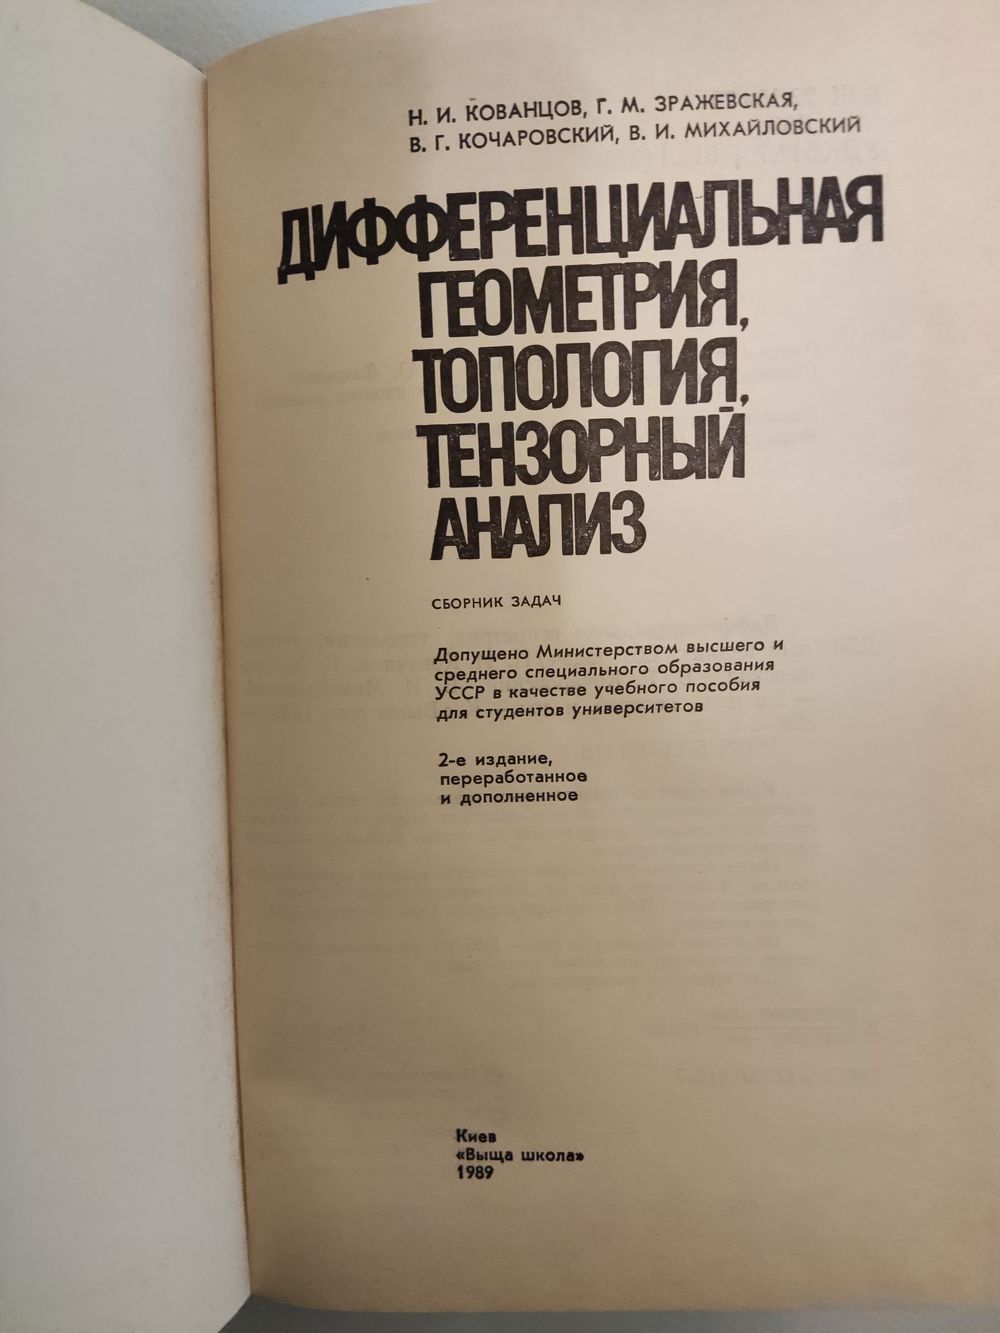 Н. И. КОВАНЦОВ, Г. М. ЗРАЖЕВСКАЯ,
В. Г. КОЧАРОВСКИЙ, В. И. МИХАЙЛОВСКИЙ
ДИФФЕРЕНЦИАЛЬНАЯ
ГЕОМЕТРИЯ,
ТОПОЛОГИЯ,
ТЕНЗОРНЫЙ
АНАЛИЗ
СБОРНИК ЗАДАЧ
Допущено Министерством высшего и
среднего специального образования
УССР в качестве учебного пособия
для студентов университетов
2-е издание,
переработанное
и дополненное
Киев
«Выща школа»
1989